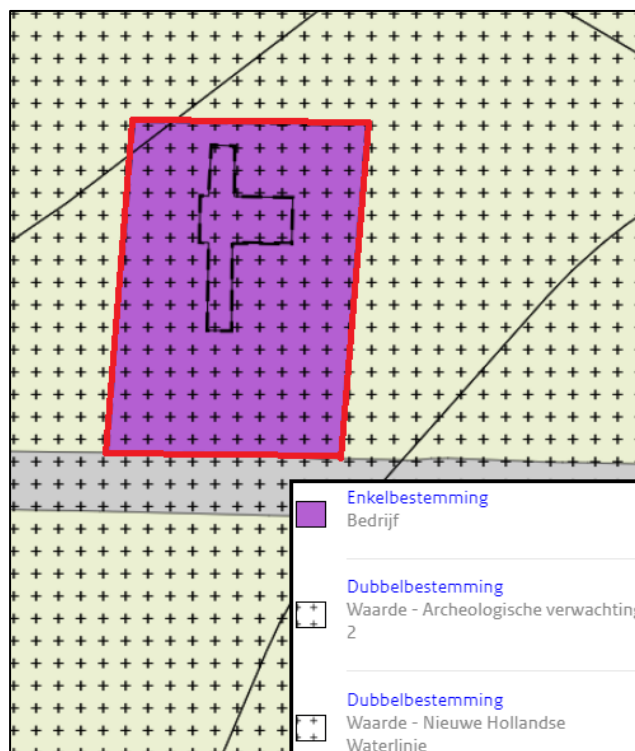 Enkelbestemming
Bedrijf
Dubbelbestemming
Waarde - Archeologische verwachting
2
Dubbelbestemming
Waarde - Nieuwe Hollandse
Waterlinie